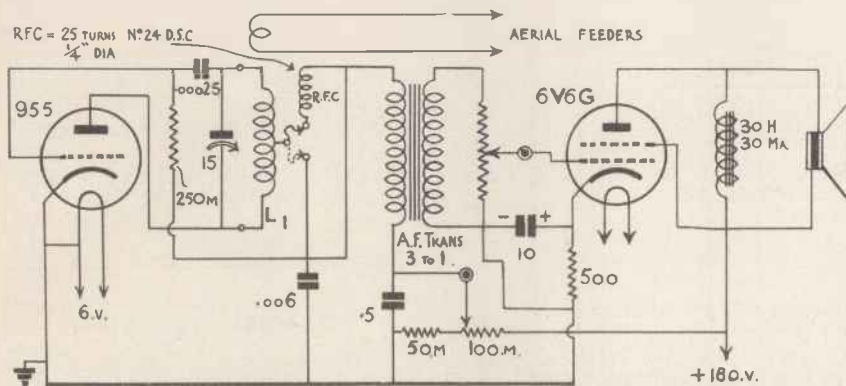 RFC = 25 TURNS Nº24 D.S.C
1/4" DIA
AERIAL FEEDERS
.00025
955
R.F.C
6V6G
15
30 H
30 MA
250M
L1
A.F. TRANS
3 TO 1.
- +
10
500
.006
.5
6.V.
50M
100.M.
+180.V.